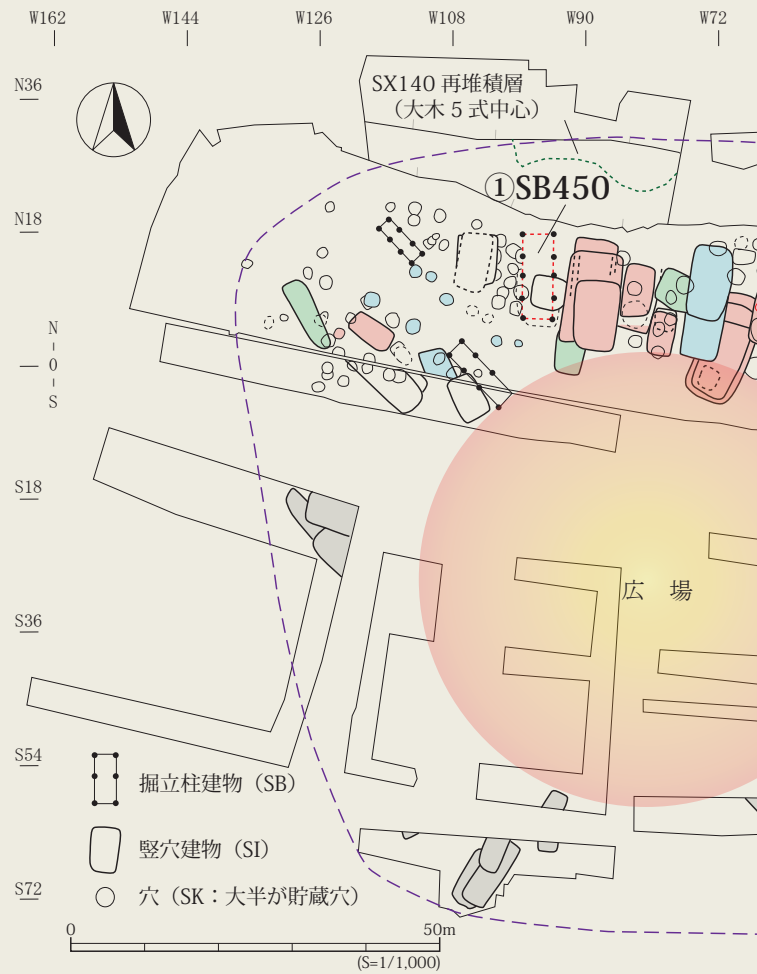 W162 W144 W126 W108 W90 W72
N36
SX140 再堆積層
（大木 5 式中心）
①SB450
N18
N
0
S
S18
広 場
S36
S54
掘立柱建物（SB）
竪穴建物（SI）
S72
穴（SK：大半が貯蔵穴）
0 50m
(S=1/1,000)